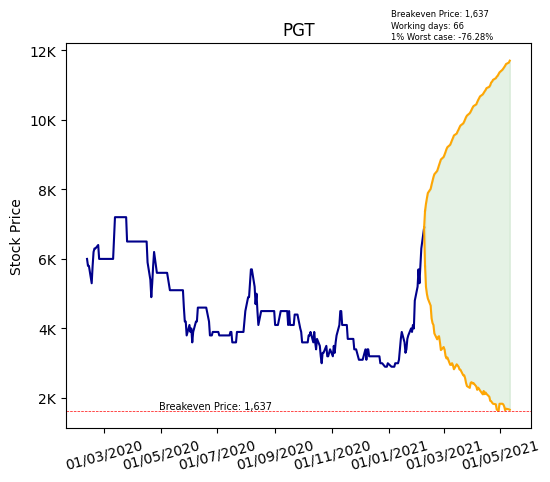 Breakeven Price: 1,637
Working days: 66
1% Worst case: -76.28%
PGT
12K
10K
8K
6K
4K
2K
Stock Price
Breakeven Price: 1,637
01/03/2020
01/05/2020
01/07/2020
01/09/2020
01/11/2020
01/01/2021
01/03/2021
01/05/2021